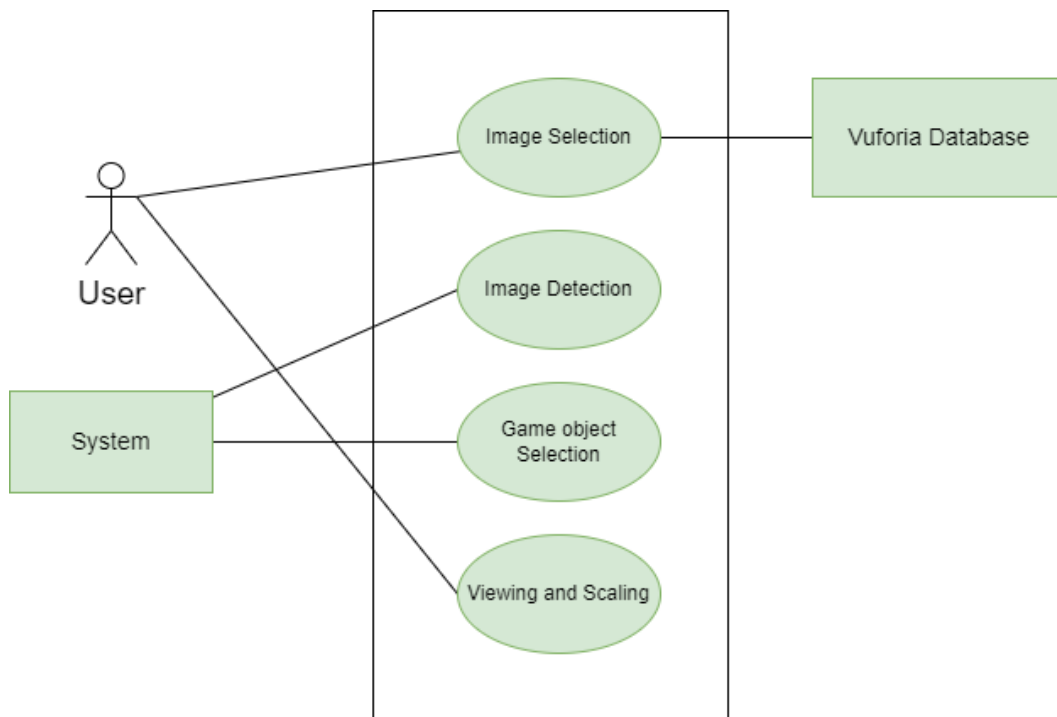 Image Selection
Vuforia Database
User
Image Detection
System
Game object
Selection
Viewing and Scaling